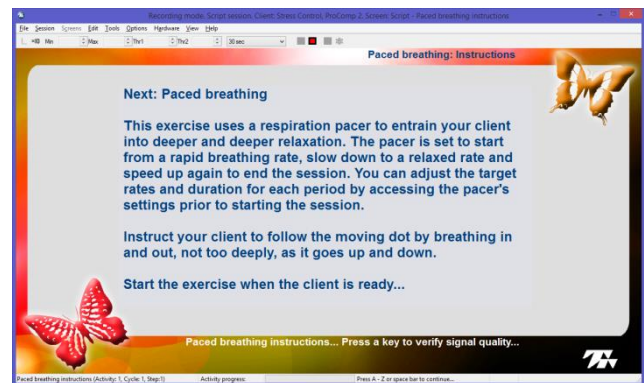 Recording mode. Script session. Client: Stress Control, ProComp 2, Screen: Script - Paced breathing instructions
File Session Screens Edit Tools Options Hardware View Help
Min Max Thr1 Thr2 38 sec
Paced breathing: Instructions
Next: Paced breathing
This exercise uses a respiration pacer to entrain your client
into deeper and deeper relaxation. The pacer is set to start
from a rapid breathing rate, slow down to a relaxed rate and
speed up again to end the session. You can adjust the target
rates and duration for each period by accessing the pacer's
settings prior to starting the session.
Instruct your client to follow the moving dot by breathing in
and out, not too deeply, as it goes up and down.
Start the exercise when the client is ready...
Paced breathing instructions... Press a key to verify signal quality...
Paced breathing instructions (Activity: 1, Cycle: 1, Step:1) Activity progress: Press A - Z or space bar to continue...